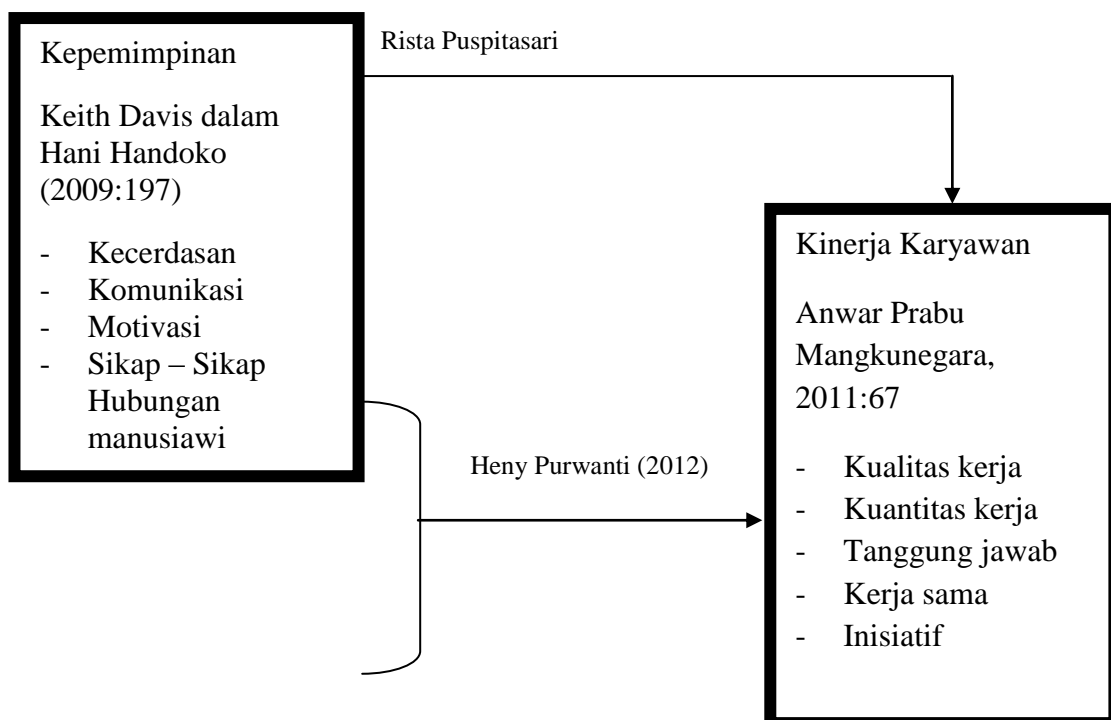 Kepemimpinan
Keith Davis dalam
Hani Handoko
(2009:197)
- Kecerdasan
- Komunikasi
- Motivasi
- Sikap – Sikap
Hubungan
manusiawi
Rista Puspitasari
Heny Purwanti (2012)
Kinerja Karyawan
Anwar Prabu
Mangkunegara,
2011:67
- Kualitas kerja
- Kuantitas kerja
- Tanggung jawab
- Kerja sama
- Inisiatif